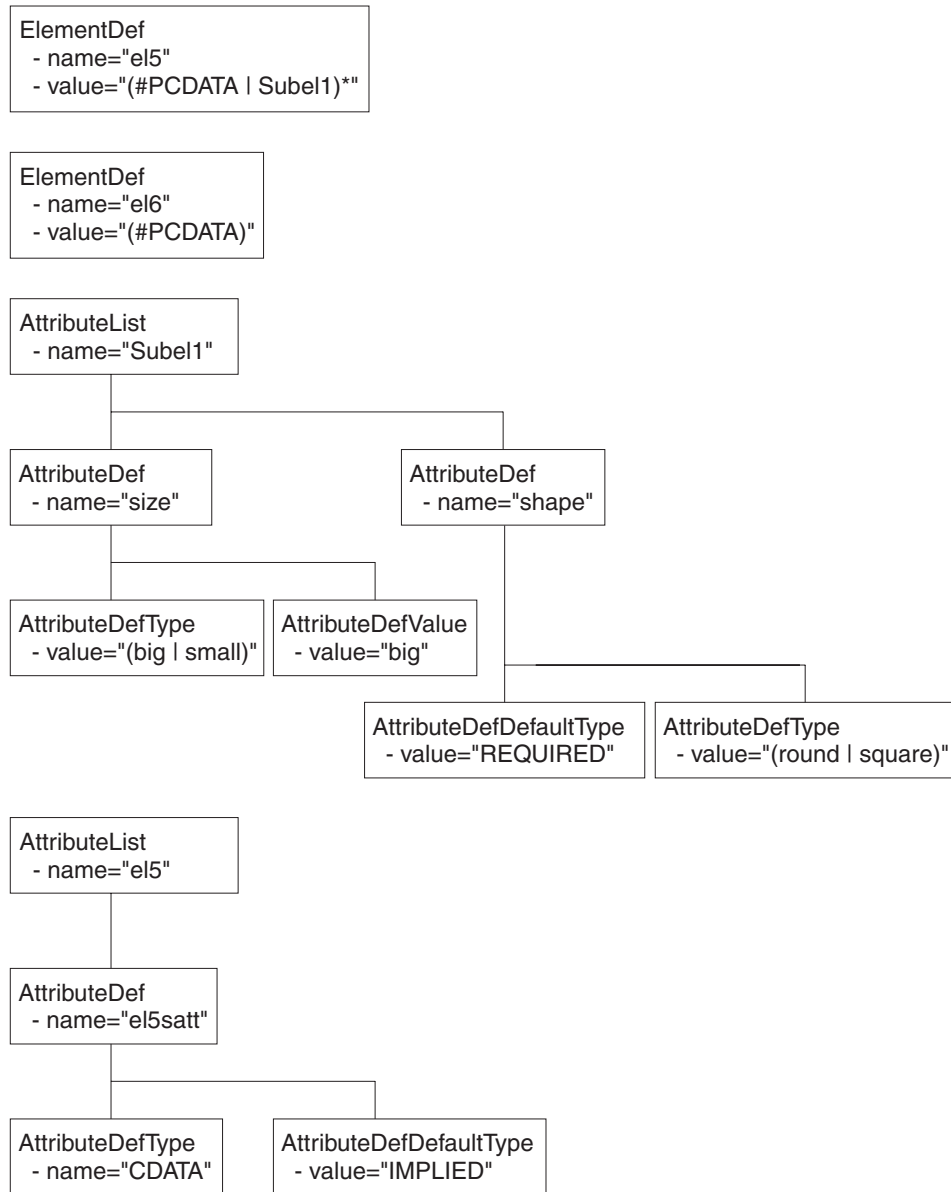 ElementDef
- name="el5"
- value="(#PCDATA | Subel1)*"
ElementDef
- name="el6"
- value="(#PCDATA)"
AttributeList
- name="Subel1"
AttributeDef
- name="size"
AttributeDef
- name="shape"
AttributeDefType
- value="(big | small)"
AttributeDefValue
- value="big"
AttributeDefDefaultType
- value="REQUIRED"
AttributeDefType
- value="(round | square)"
AttributeList
- name="el5"
AttributeDef
- name="el5satt"
AttributeDefType
- name="CDATA"
AttributeDefDefaultType
- value="IMPLIED"